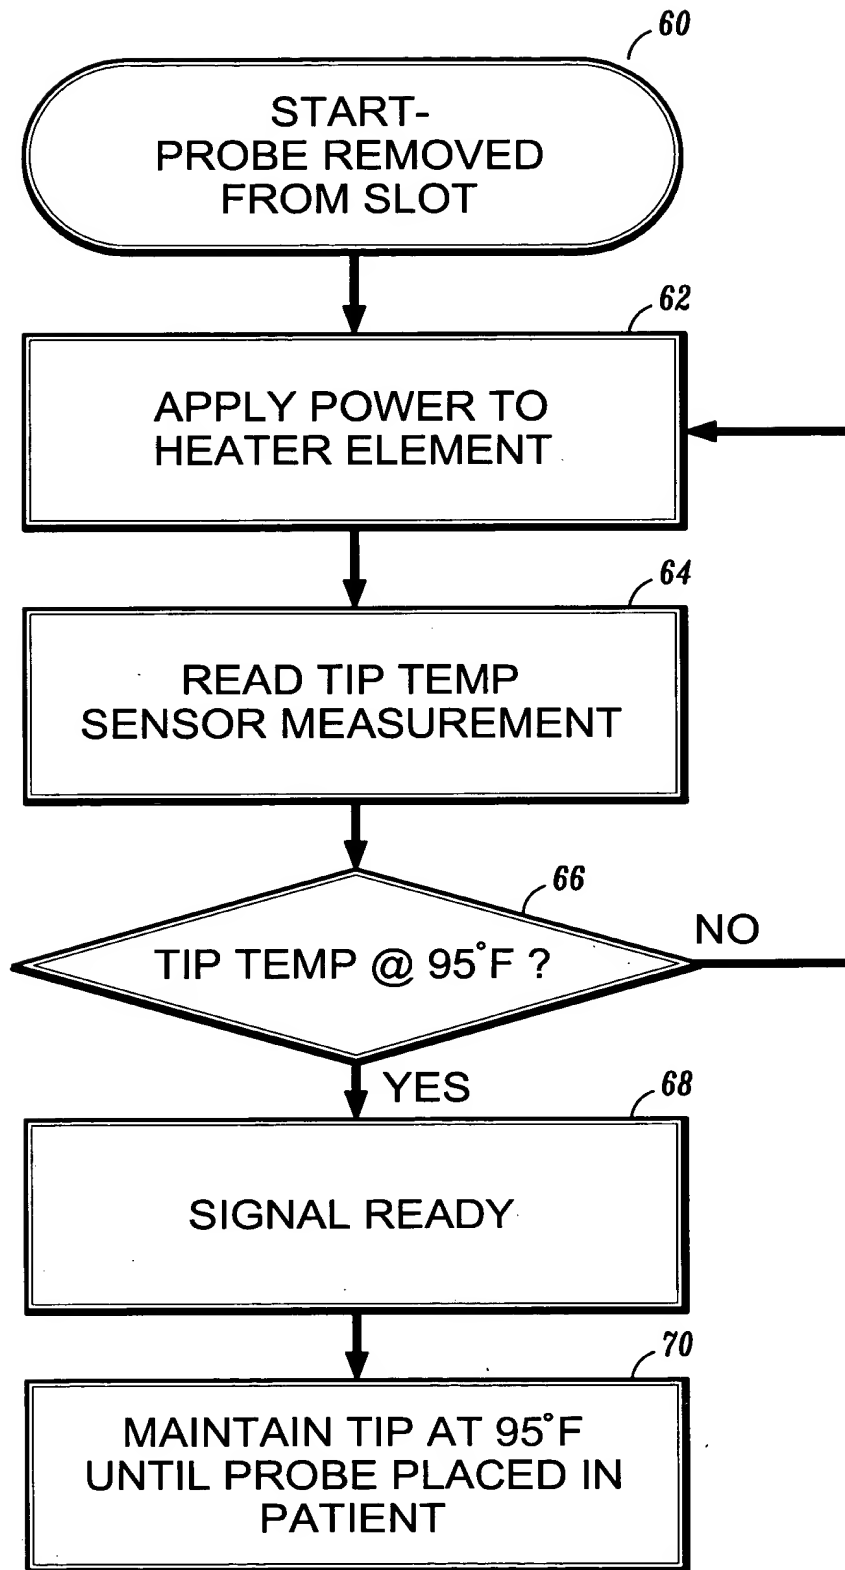 60
START-
PROBE REMOVED
FROM SLOT
62
APPLY POWER TO
HEATER ELEMENT
64
READ TIP TEMP
SENSOR MEASUREMENT
66
TIP TEMP @ 95°F ?
NO
YES
68
SIGNAL READY
70
MAINTAIN TIP AT 95°F
UNTIL PROBE PLACED IN
PATIENT